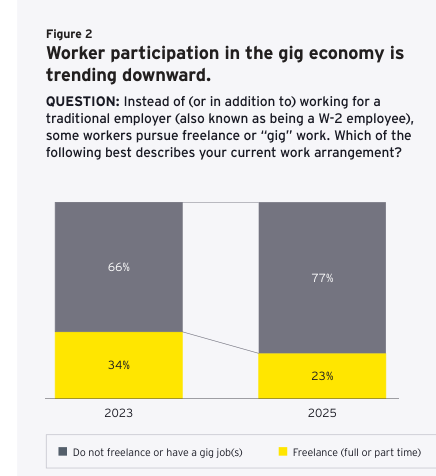 Figure 2
Worker participation in the gig economy is
trending downward.
QUESTION: Instead of (or in addition to) working for a
traditional employer (also known as being a W-2 employee),
some workers pursue freelance or “gig” work. Which of the
following best describes your current work arrangement?
66%
77%
34%
23%
2023
2025
Do not freelance or have a gig job(s)
Freelance (full or part time)